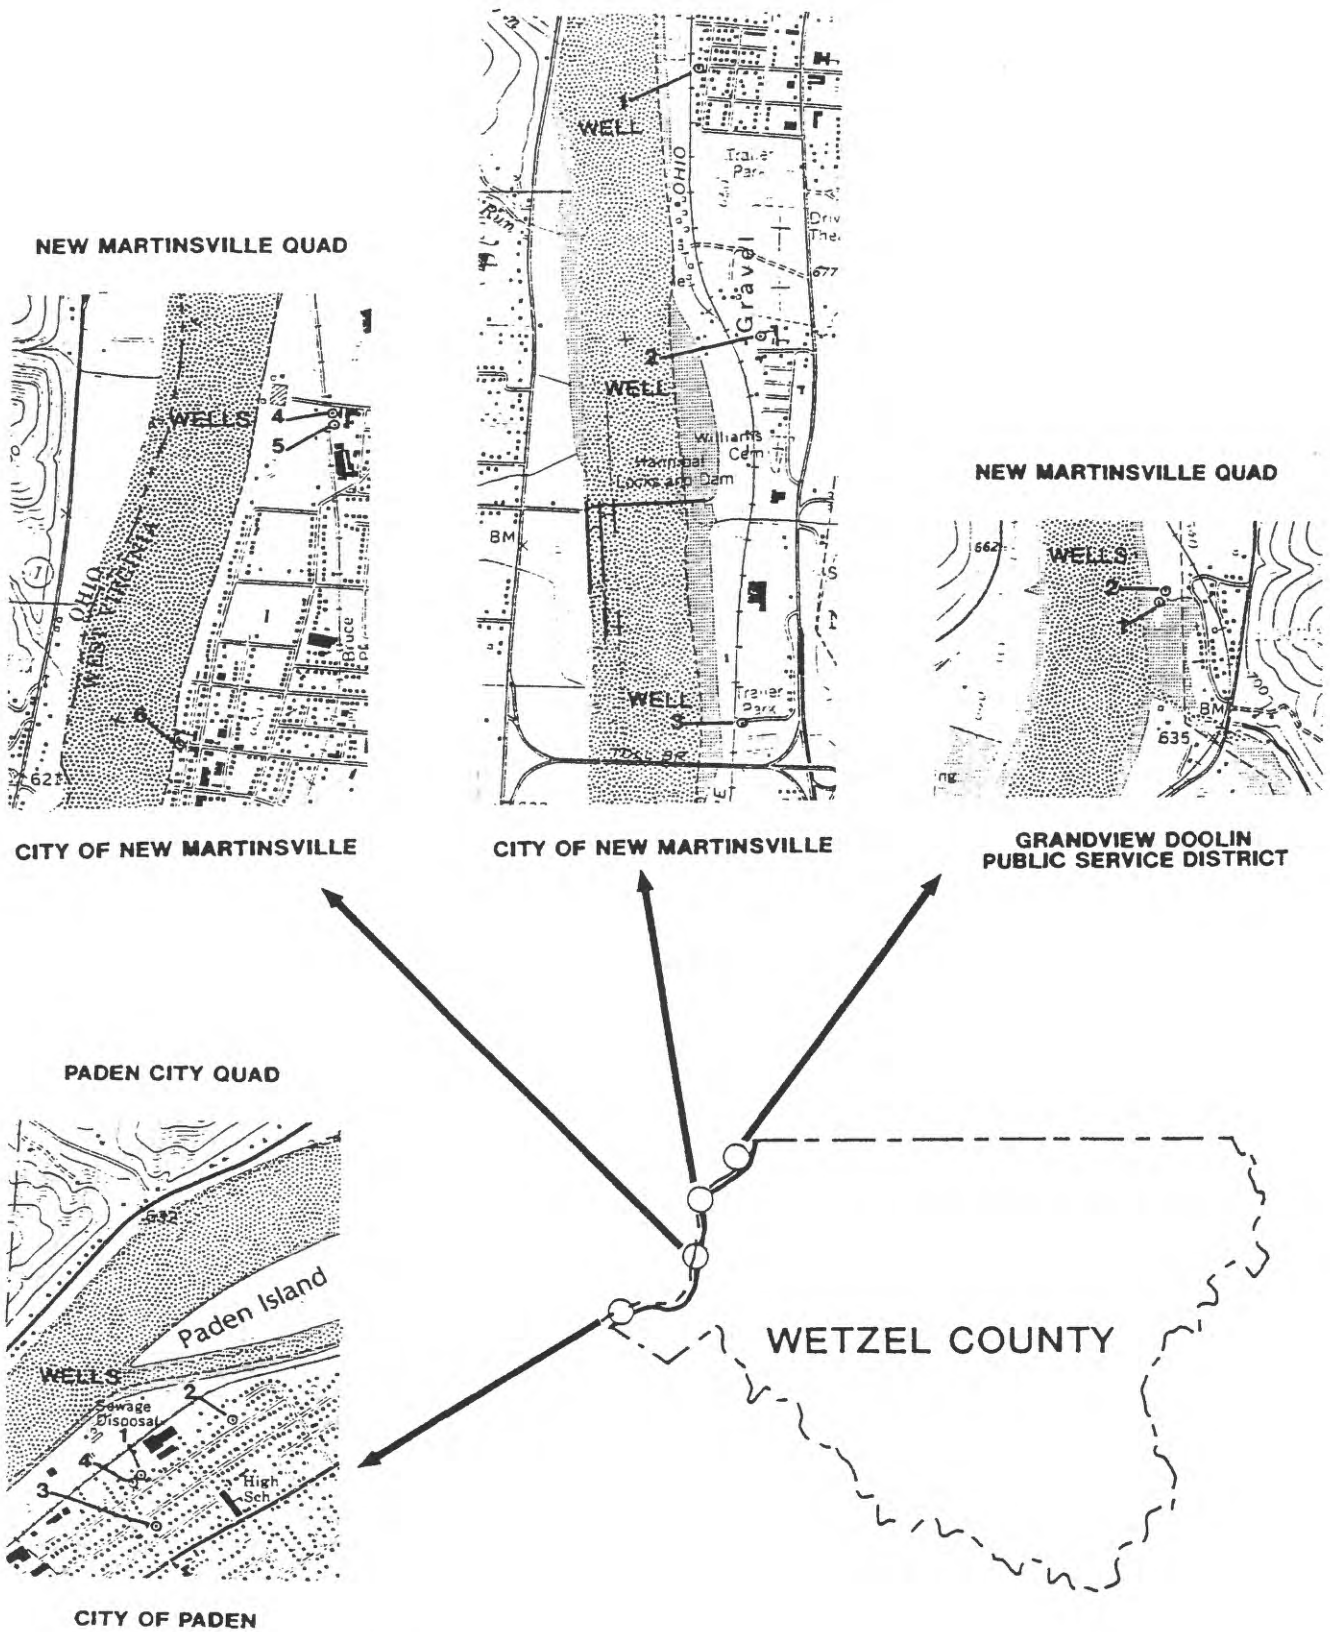 NEW MARTINSVILLE QUAD
WELLS
4
5
OHIO
WEST VIRGINIA
Bruce
6
I
CITY OF NEW MARTINSVILLE
1
WELL
OHIO
Trailer
Park
Run
Gravel
677
2
WELL
Williams
Cem
Hannibal
Locks and Dam
BM
WELL
3
Trailer
Park
CITY OF NEW MARTINSVILLE
NEW MARTINSVILLE QUAD
662
WELLS
2
1
700
BM
635
GRANDVIEW DOOLIN
PUBLIC SERVICE DISTRICT
PADEN CITY QUAD
632
Paden Island
WELLS
Sewage
Disposal
2
1
4
3
High
Sch
CITY OF PADEN
WETZEL COUNTY